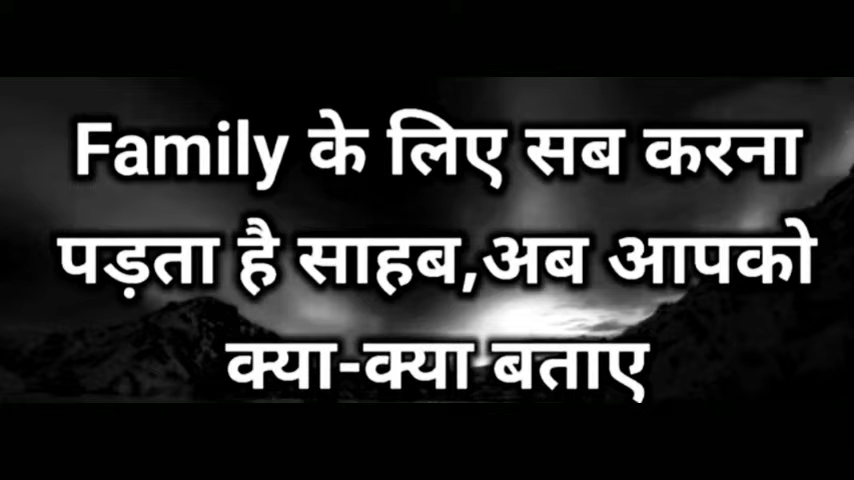 Family के लिए सब करना
पड़ता है साहब,अब आपको
क्या-क्या बताए